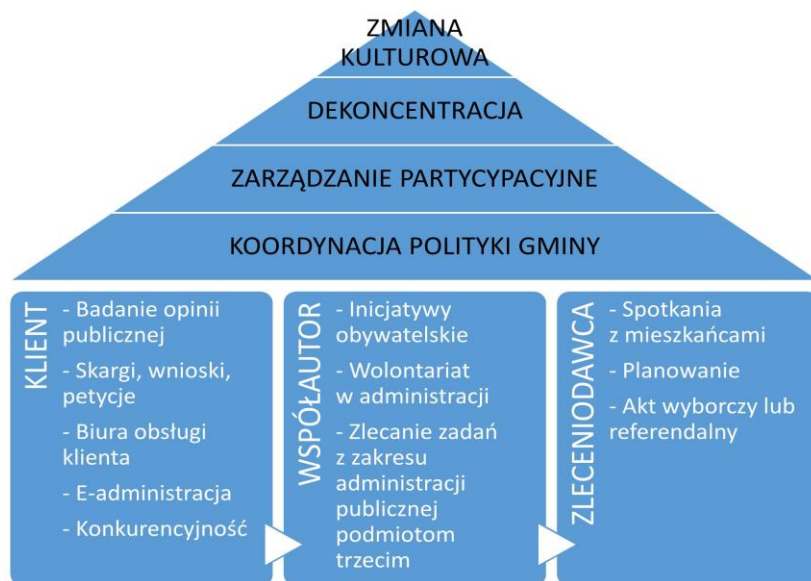 ZMIANA
KULTUROWA
DEKONCENTRACJA
ZARZĄDZANIE PARTYCYPACYJNE
KOORDYNACJA POLITYKI GMINY
KLIENT
- Badanie opinii
publicznej
- Skargi, wnioski,
petycje
- Biura obsługi
klienta
- E-administracja
- Konkurencyjność
WSPÓŁAUTOR
- Inicjatywy
obywatelskie
- Wolontariat
w administracji
- Zlecanie zadań
z zakresu
administracji
publicznej
podmiotom
trzecim
ZLECENIODAWCA
- Spotkania
z mieszkańcami
- Planowanie
- Akt wyborczy lub
referendalny